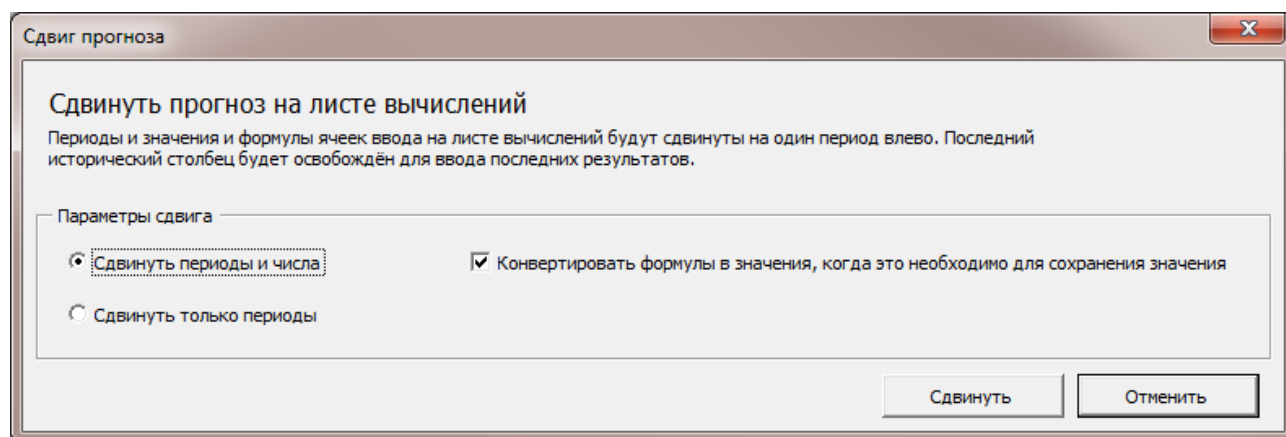 Сдвиг прогноза
Сдвинуть прогноз на листе вычислений
Периоды и значения и формулы ячеек ввода на листе вычислений будут сдвинуты на один период влево. Последний
исторический столбец будет освобождён для ввода последних результатов.
Параметры сдвига
Сдвинуть периоды и числа
Конвертировать формулы в значения, когда это необходимо для сохранения значения
Сдвинуть только периоды
Сдвинуть
Отменить